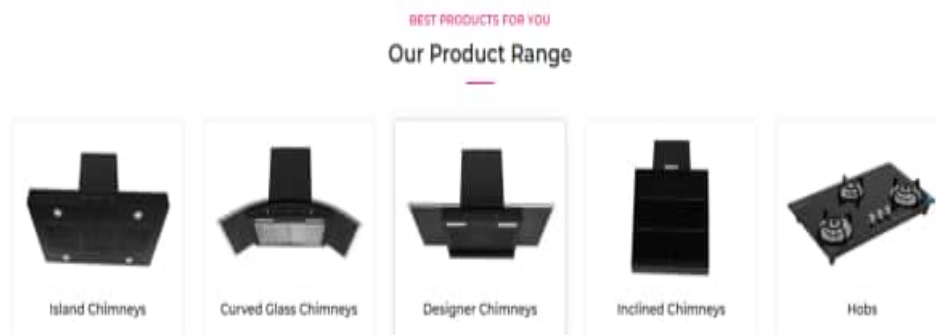 BEST PRODUCTS FOR YOU
Our Product Range
Island Chimneys
Curved Glass Chimneys
Designer Chimneys
Inclined Chimneys
Hobs